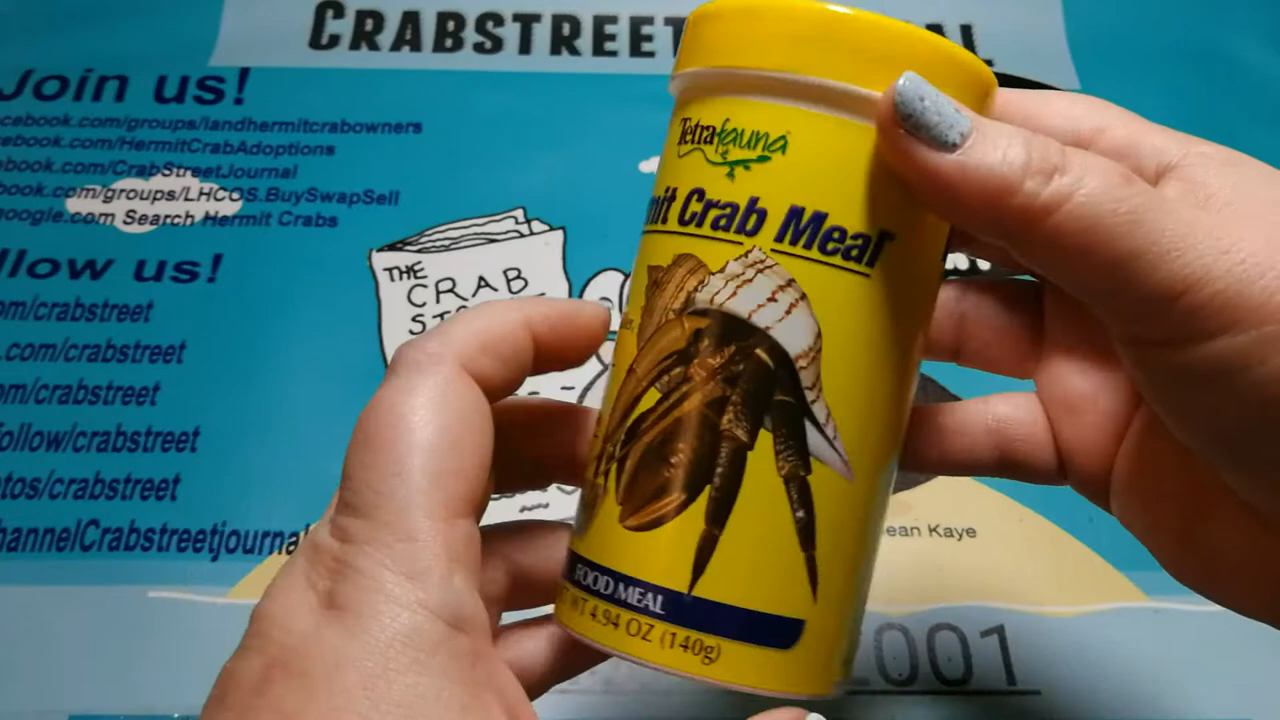 CRABSTREET
Join us!
cebook.com/groups/landhermitcrabowners
ebook.com/HermitCrabAdoptions
ebook.com/CrabStreetJournal
book.com/groups/LHCOS.BuySwapSell
google.com Search Hermit Crabs
llow us!
om/crabstreet
.com/crabstreet
om/crabstreet
follow/crabstreet
otos/crabstreet
hannelCrabstreetjournal
THE
CRAB
ST
Tetrafauna
mit Crab Meal
FOOD MEAL
WT 4.94 OZ (140g)
ean Kaye
2001